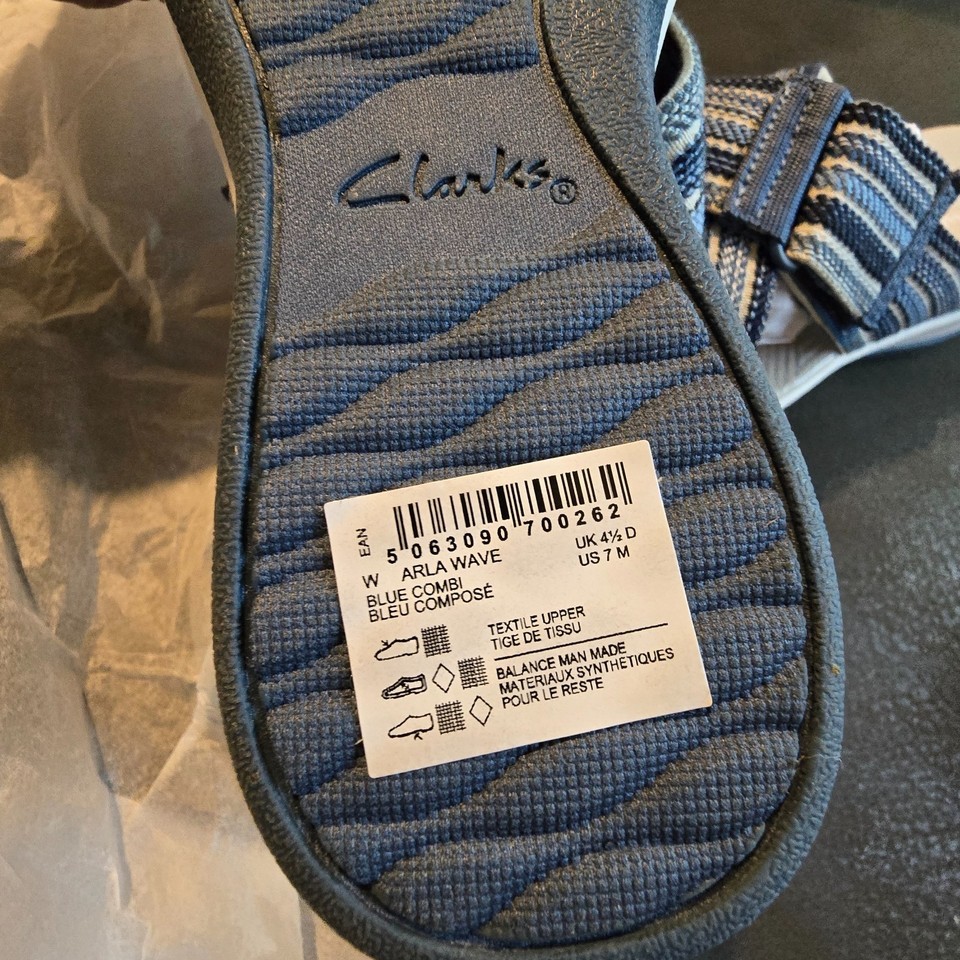 Clarks®
EAN
5 063090 700262
W ARLA WAVE
UK 4½ D
US 7 M
BLUE COMBI
BLEU COMPOSÉ
TEXTILE UPPER
TIGE DE TISSU
BALANCE MAN MADE
MATERIAUX SYNTHÉTIQUES
POUR LE RESTE